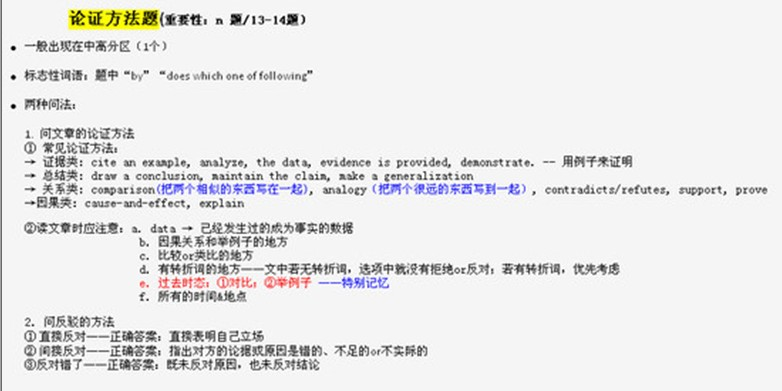 论证方法题(重要性: n 题/13-14题)
• 一般出现在中高分区（1个）
• 标志性词语: 题中“by” “does which one of following”
• 两种问法:
1. 问文章的论证方法
① 常见论证方法:
→ 证据类: cite an example, analyze, the data, evidence is provided, demonstrate. -- 用例子来证明
→ 总结类: draw a conclusion, maintain the claim, make a generalization
→ 关系类: comparison(把两个相似的东西写在一起), analogy（把两个很远的东西写到一起）, contradicts/refutes, support, prove
→因果类: cause-and-effect, explain
②读文章时应注意: a. data → 已经发生过的成为事实的数据
b. 因果关系和举例子的地方
c. 比较or类比的地方
d. 有转折词的地方——文中若无转折词, 选项中就没有拒绝or反对; 若有转折词, 优先考虑
e. 过去时态: ①对比; ②举例子 ——特别记忆
f. 所有的时间&地点
2. 问反驳的方法
① 直接反对——正确答案: 直接表明自己立场
② 间接反对——正确答案: 指出对方的论据或原因是错的、不足的or不实际的
③反对错了——正确答案: 既未反对原因, 也未反对结论